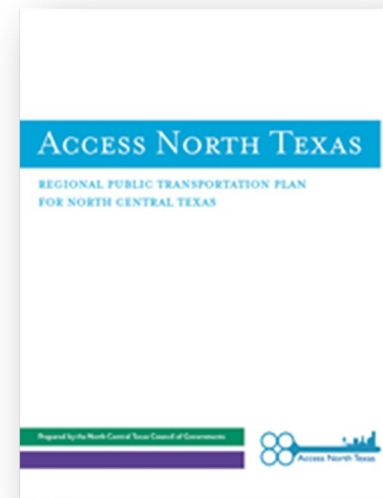 ACCESS NORTH TEXAS
REGIONAL PUBLIC TRANSPORTATION PLAN
FOR NORTH CENTRAL TEXAS
Prepared by the North Central Texas Council of Governments
Access North Texas